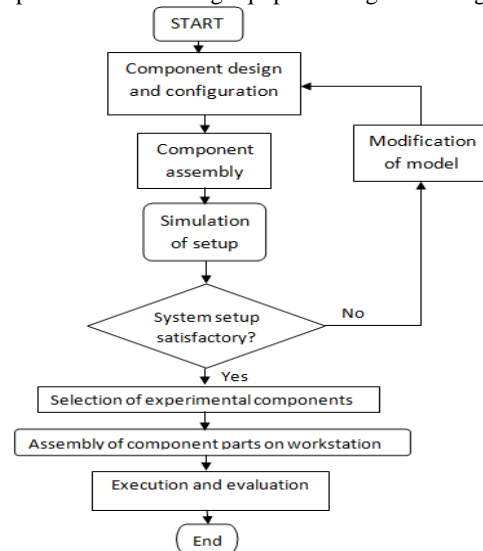 START
Component design
and configuration
Component
assembly
Modification
of model
Simulation
of setup
System setup
satisfactory?
No
Yes
Selection of experimental components
Assembly of component parts on workstation
Execution and evaluation
End